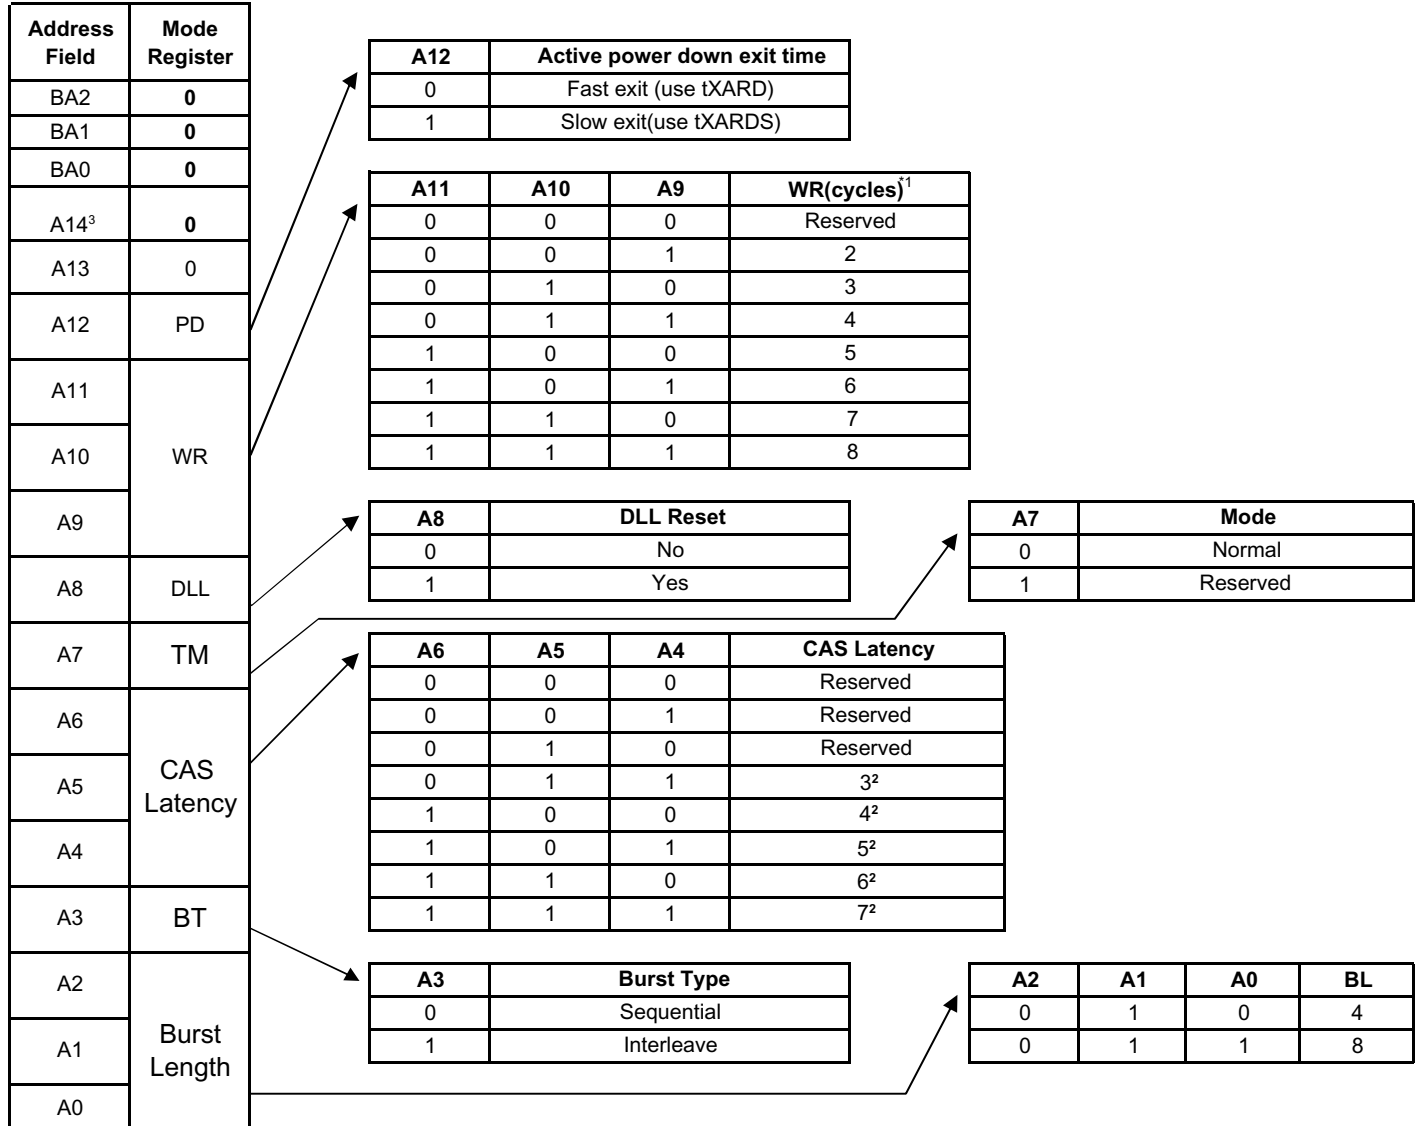 Address Field Mode Register
BA2 0
BA1 0
BA0 0
A14³ 0
A13 0
A12 PD
A11
A10 WR
A9
A8 DLL
A7 TM
A6
A5 CAS Latency
A4
A3 BT
A2
A1 Burst Length
A0
A12 Active power down exit time
0 Fast exit (use tXARD)
1 Slow exit(use tXARDS)
A11 A10 A9 WR(cycles)*1
0 0 0 Reserved
0 0 1 2
0 1 0 3
0 1 1 4
1 0 0 5
1 0 1 6
1 1 0 7
1 1 1 8
A8 DLL Reset
0 No
1 Yes
A7 Mode
0 Normal
1 Reserved
A6 A5 A4 CAS Latency
0 0 0 Reserved
0 0 1 Reserved
0 1 0 Reserved
0 1 1 3²
1 0 0 4²
1 0 1 5²
1 1 0 6²
1 1 1 7²
A3 Burst Type
0 Sequential
1 Interleave
A2 A1 A0 BL
0 1 0 4
0 1 1 8